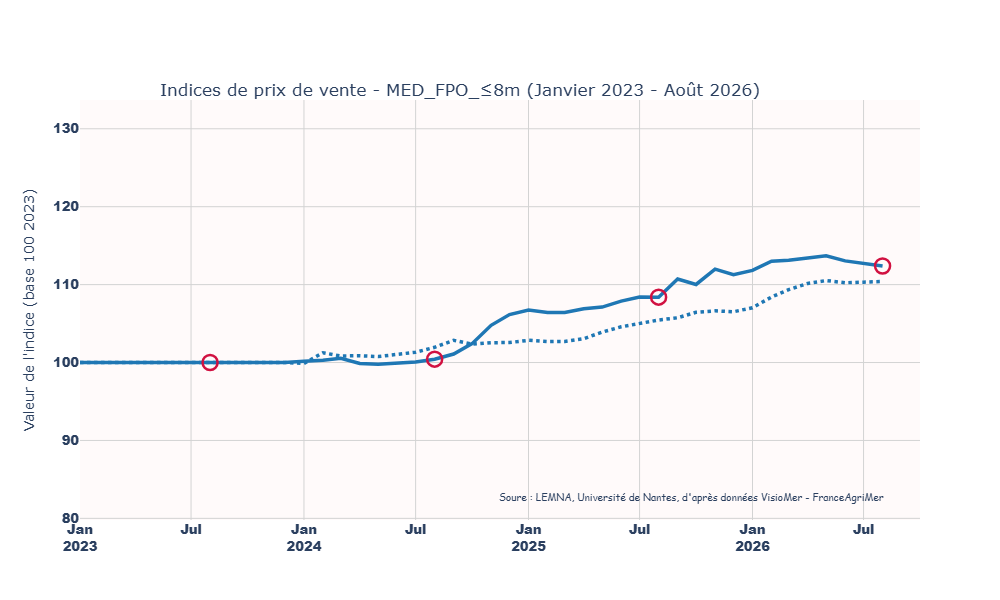 Indices de prix de vente - MED_FPO_≤8m (Janvier 2023 - Août 2026)
Valeur de l'indice (base 100 2023)
130
120
110
100
90
80
Soure : LEMNA, Université de Nantes, d'après données VisioMer - FranceAgriMer
Jan Jul Jan Jul Jan Jul Jan Jul
2023 2024 2025 2026